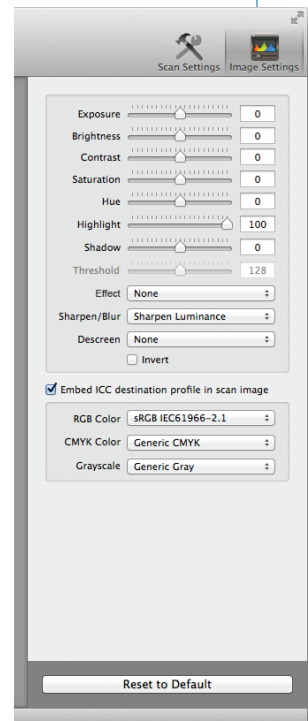 Scan Settings Image Settings
Exposure 0
Brightness 0
Contrast 0
Saturation 0
Hue 0
Highlight 100
Shadow 0
Threshold 128
Effect None
Sharpen/Blur Sharpen Luminance
Descreen None
Invert
Embed ICC destination profile in scan image
RGB Color sRGB IEC61966-2.1
CMYK Color Generic CMYK
Grayscale Generic Gray
Reset to Default